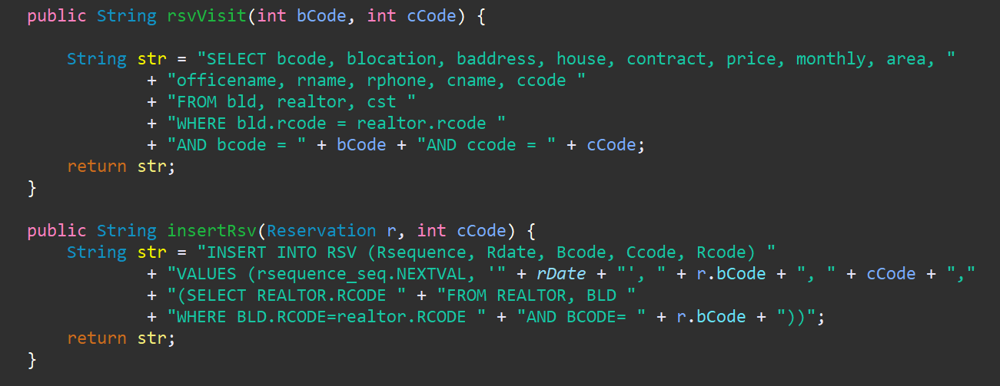 public String rsvVisit(int bCode, int cCode) {
String str = "SELECT bcode, blocation, baddress, house, contract, price, monthly, area, "
+ "officename, rname, rphone, cname, ccode "
+ "FROM bld, realtor, cst "
+ "WHERE bld.rcode = realtor.rcode "
+ "AND bcode = " + bCode + "AND ccode = " + cCode;
return str;
}
public String insertRsv(Reservation r, int cCode) {
String str = "INSERT INTO RSV (Rsequence, Rdate, Bcode, Ccode, Rcode) "
+ "VALUES (rsequence_seq.NEXTVAL, '" + rDate + "', " + r.bCode + ", " + cCode + ","
+ "(SELECT REALTOR.RCODE " + "FROM REALTOR, BLD "
+ "WHERE BLD.RCODE=realtor.RCODE " + "AND BCODE= " + r.bCode + "))";
return str;
}